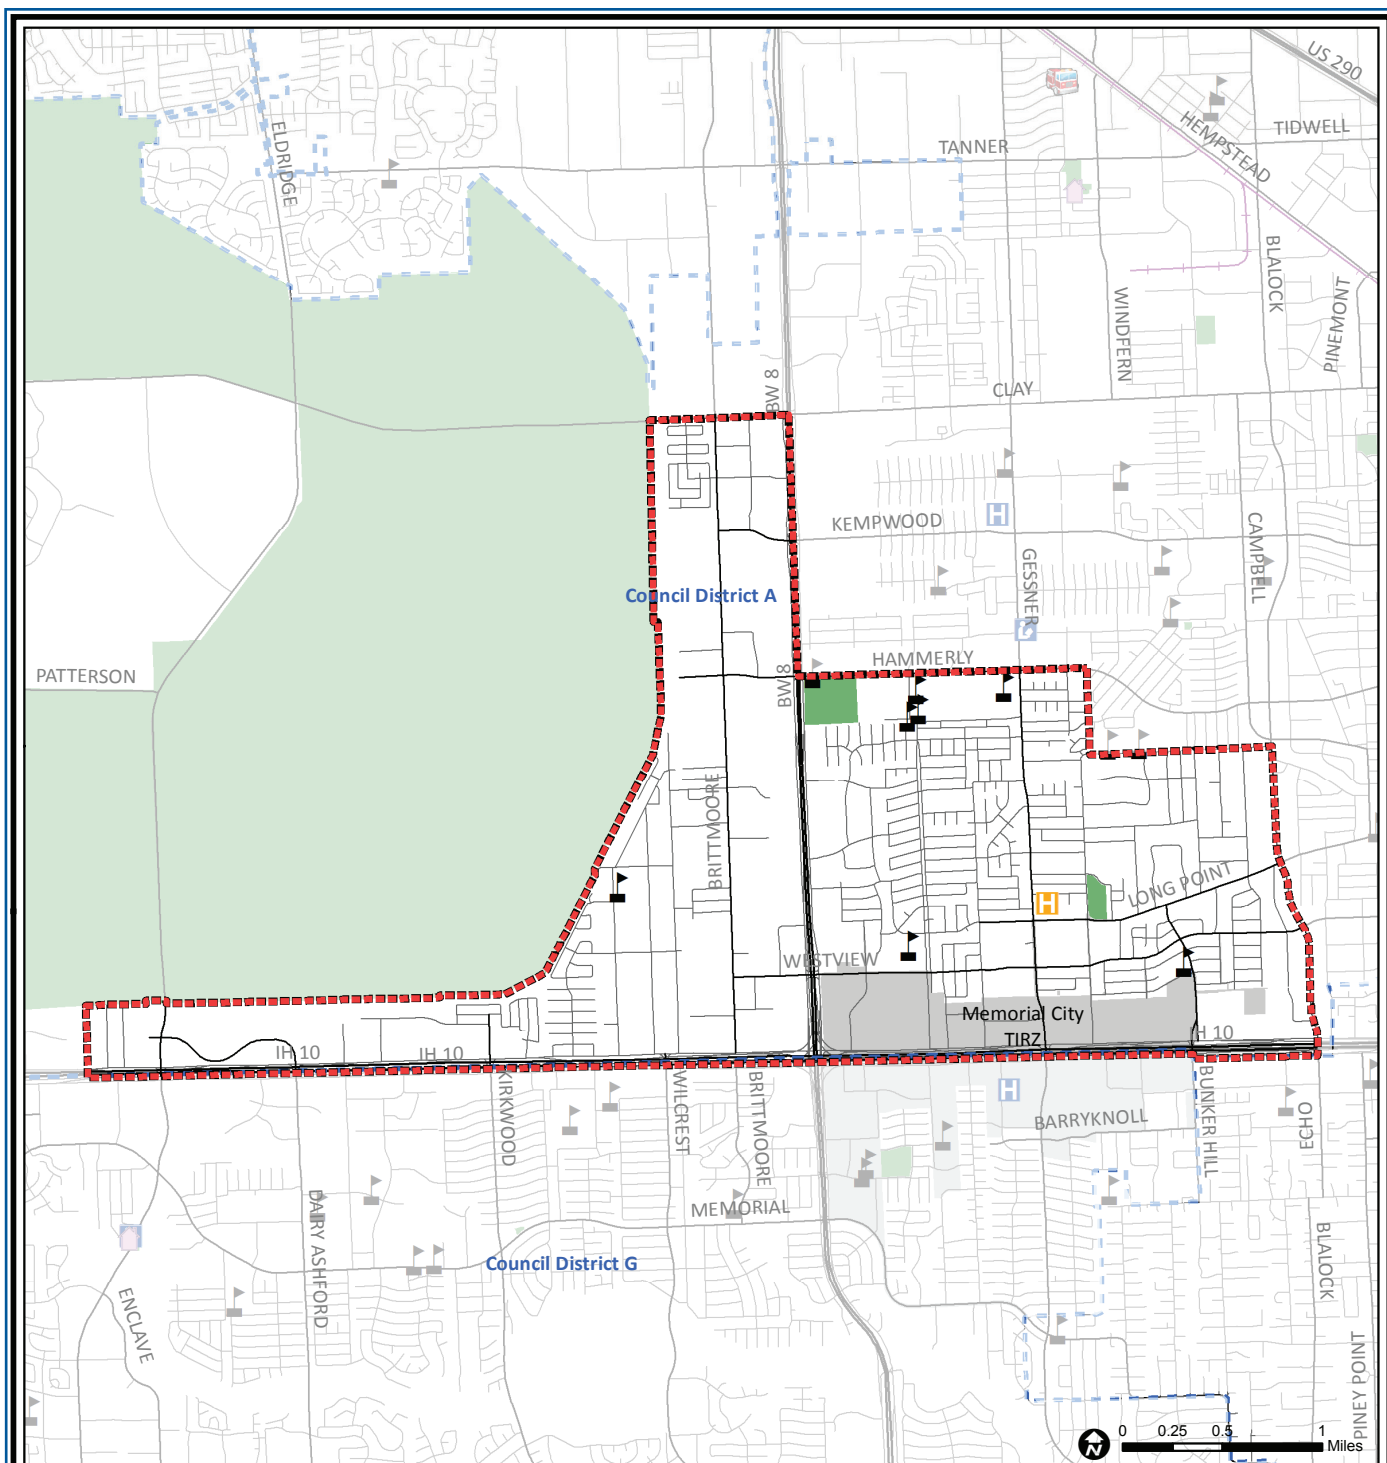 US 290
ELDRIDGE
TANNER
HEMPSTEAD
TIDWELL
BLALOCK
WINDFERN
PINEMONT
BW 8
CLAY
KEMPWOOD
CAMPBELL
GESSNER
Council District A
HAMMERLY
PATTERSON
BW 8
BRITTMOORE
LONG POINT
H
H
WESTVIEW
Memorial City
TIRZ
IH 10
IH 10
IH 10
KIRKWOOD
WILCREST
BRITTMOORE
H
BARRYKNOLL
BUNKER HILL
ECHO
MEMORIAL
DAIRY ASHFORD
Council District G
BLALOCK
ENCLAVE
PINEY POINT
N
0 0.25 0.5 1
Miles